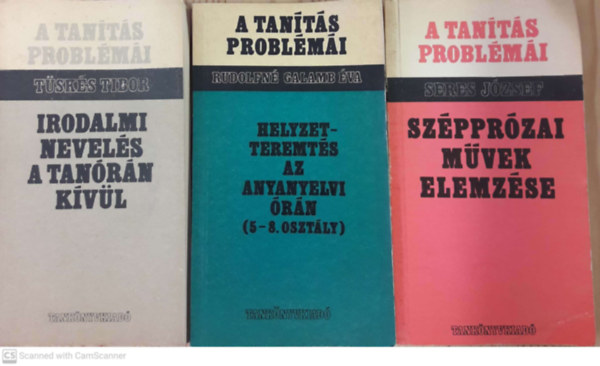 A TANÍTÁS
PROBLÉMÁI
TÜSKÉS TIBOR
IRODALMI
NEVELÉS
A TANÓRÁN
KÍVÜL
TANKÖNYVKIADÓ
A TANÍTÁS
PROBLÉMÁI
RUDOLFNÉ GALAMB ÉVA
HELYZET-
TEREMTÉS
AZ
ANYANYELVI
ÓRÁN
(5-8. OSZTÁLY)
TANKÖNYVKIADÓ
A TANÍTÁS
PROBLÉMÁI
SERES JÓZSEF
SZÉPPRÓZAI
MŰVEK
ELEMZÉSE
TANKÖNYVKIADÓ
CS Scanned with CamScanner